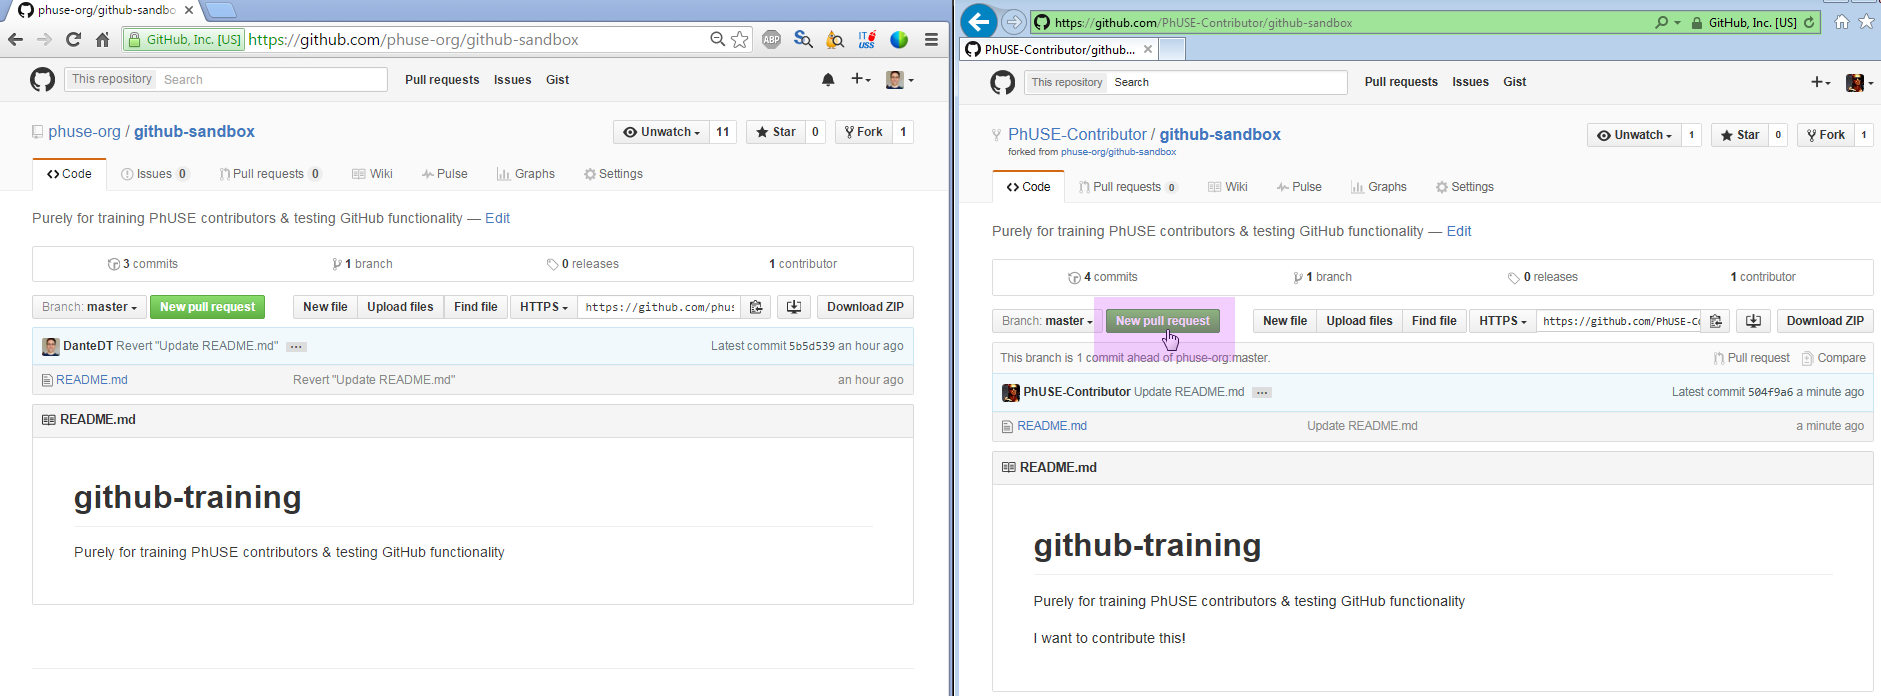 phuse-org/github-sandbo
GitHub, Inc. [US] https://github.com/phuse-org/github-sandbox
ABP
IT
USS
This repository Search Pull requests Issues Gist
phuse-org / github-sandbox
Unwatch 11 Star 0 Fork 1
Code Issues 0 Pull requests 0 Wiki Pulse Graphs Settings
Purely for training PhUSE contributors & testing GitHub functionality — Edit
3 commits 1 branch 0 releases 1 contributor
Branch: master New pull request New file Upload files Find file HTTPS https://github.com/phus Download ZIP
DanteDT Revert "Update README.md" ... Latest commit 5b5d539 an hour ago
README.md Revert "Update README.md" an hour ago
README.md
github-training
Purely for training PhUSE contributors & testing GitHub functionality
https://github.com/PhUSE-Contributor/github-sandbox GitHub, Inc. [US]
PhUSE-Contributor/github...
This repository Search Pull requests Issues Gist
PhUSE-Contributor / github-sandbox
forked from phuse-org/github-sandbox
Unwatch 1 Star 0 Fork 1
Code Pull requests 0 Wiki Pulse Graphs Settings
Purely for training PhUSE contributors & testing GitHub functionality — Edit
4 commits 1 branch 0 releases 1 contributor
Branch: master New pull request New file Upload files Find file HTTPS https://github.com/PhUSE-Co Download ZIP
This branch is 1 commit ahead of phuse-org:master. Pull request Compare
PhUSE-Contributor Update README.md ... Latest commit 504f9a6 a minute ago
README.md Update README.md a minute ago
README.md
github-training
Purely for training PhUSE contributors & testing GitHub functionality
I want to contribute this!